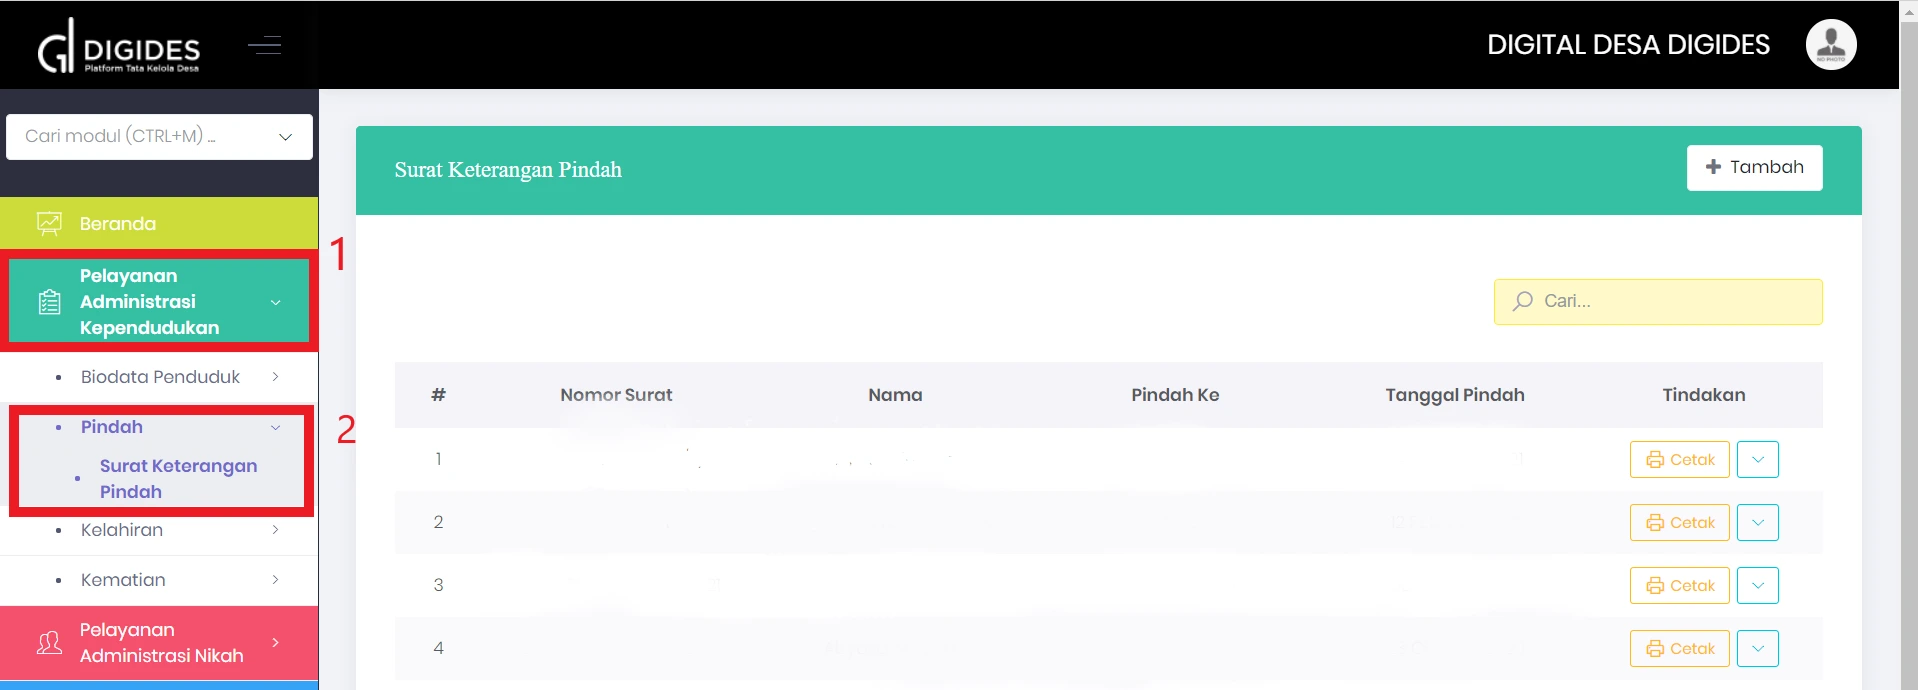 DIGIDES
Platform Tata Kelola Desa
DIGITAL DESA DIGIDES
NO PHOTO
Cari modul (CTRL+M) ...
Beranda
1
Pelayanan
Administrasi
Kependudukan
Biodata Penduduk
2
Pindah
Surat Keterangan
Pindah
Kelahiran
Kematian
Pelayanan
Administrasi Nikah
Surat Keterangan Pindah
Tambah
Cari...
# Nomor Surat Nama Pindah Ke Tanggal Pindah Tindakan
1 Cetak
2 Cetak
3 Cetak
4 Cetak